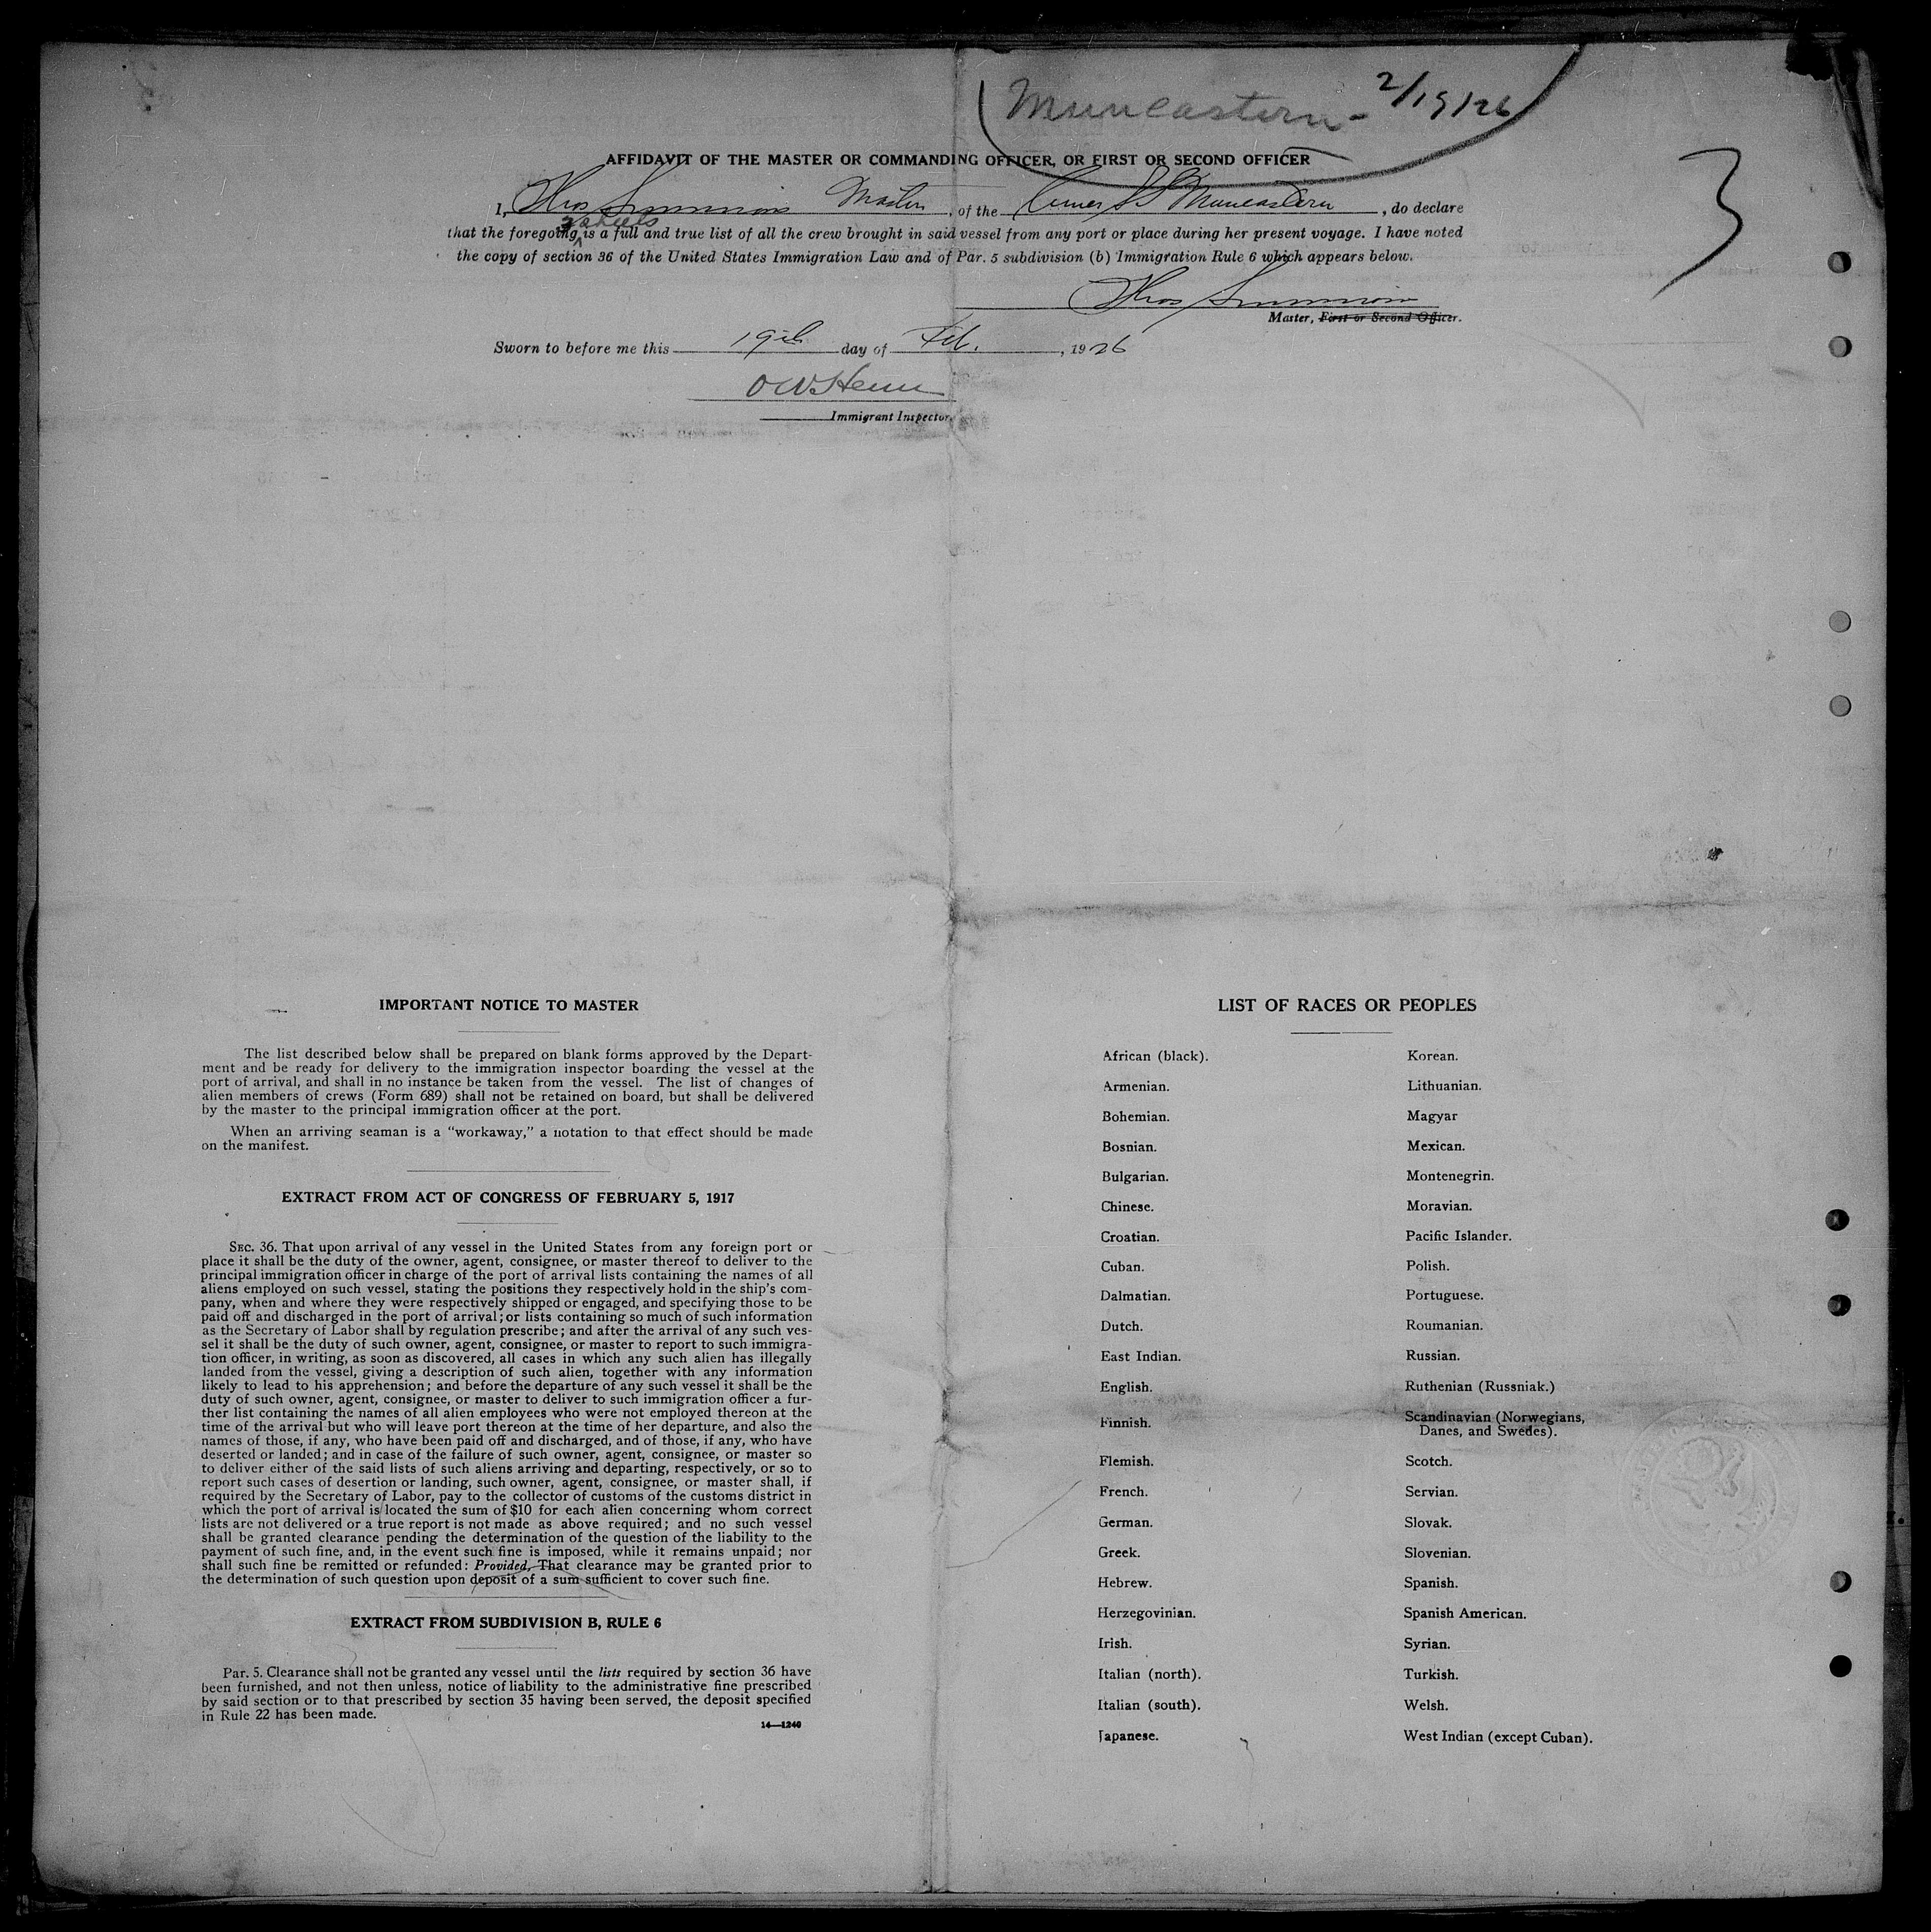 Muneastern - 2/19/26
3
AFFIDAVIT OF THE MASTER OR COMMANDING OFFICER, OR FIRST OR SECOND OFFICER
I, Thos Simmons Master, of the Amer SS Muneastern, do declare
2 sheets
that the foregoing is a full and true list of all the crew brought in said vessel from any port or place during her present voyage. I have noted
the copy of section 36 of the United States Immigration Law and of Par. 5 subdivision (b) Immigration Rule 6 which appears below.
Thos Simmons
Master, First or Second Officer.
Sworn to before me this 19th day of Feb., 1926
Immigrant Inspector.
IMPORTANT NOTICE TO MASTER
The list described below shall be prepared on blank forms approved by the Depart-
ment and be ready for delivery to the immigration inspector boarding the vessel at the
port of arrival, and shall in no instance be taken from the vessel. The list of changes of
alien members of crews (Form 689) shall not be retained on board, but shall be delivered
by the master to the principal immigration officer at the port.
When an arriving seaman is a "workaway," a notation to that effect should be made
on the manifest.
EXTRACT FROM ACT OF CONGRESS OF FEBRUARY 5, 1917
SEC. 36. That upon arrival of any vessel in the United States from any foreign port or
place it shall be the duty of the owner, agent, consignee, or master thereof to deliver to the
principal immigration officer in charge of the port of arrival lists containing the names of all
aliens employed on such vessel, stating the positions they respectively hold in the ship's com-
pany, when and where they were respectively shipped or engaged, and specifying those to be
paid off and discharged in the port of arrival; or lists containing so much of such information
as the Secretary of Labor shall by regulation prescribe; and after the arrival of any such ves-
sel it shall be the duty of such owner, agent, consignee, or master to report to such immigra-
tion officer, in writing, as soon as discovered, all cases in which any such alien has illegally
landed from the vessel, giving a description of such alien, together with any information
likely to lead to his apprehension; and before the departure of any such vessel it shall be the
duty of such owner, agent, consignee, or master to deliver to such immigration officer a fur-
ther list containing the names of all alien employees who were not employed thereon at the
time of the arrival but who will leave port thereon at the time of her departure, and also the
names of those, if any, who have been paid off and discharged, and of those, if any, who have
deserted or landed; and in case of the failure of such owner, agent, consignee, or master so
to deliver either of the said lists of such aliens arriving and departing, respectively, or so to
report such cases of desertion or landing, such owner, agent, consignee, or master shall, if
required by the Secretary of Labor, pay to the collector of customs of the customs district in
which the port of arrival is located the sum of $10 for each alien concerning whom correct
lists are not delivered or a true report is not made as above required; and no such vessel
shall be granted clearance pending the determination of the question of the liability to the
payment of such fine, and, in the event such fine is imposed, while it remains unpaid; nor
shall such fine be remitted or refunded: Provided, That clearance may be granted prior to
the determination of such question upon deposit of a sum sufficient to cover such fine.
EXTRACT FROM SUBDIVISION B, RULE 6
Par. 5. Clearance shall not be granted any vessel until the lists required by section 36 have
been furnished, and not then unless, notice of liability to the administrative fine prescribed
by said section or to that prescribed by section 35 having been served, the deposit specified
in Rule 22 has been made.
14—1240
LIST OF RACES OR PEOPLES
African (black).
Armenian.
Bohemian.
Bosnian.
Bulgarian.
Chinese.
Croatian.
Cuban.
Dalmatian.
Dutch.
East Indian.
English.
Finnish.
Flemish.
French.
German.
Greek.
Hebrew.
Herzegovinian.
Irish.
Italian (north).
Italian (south).
Japanese.
Korean.
Lithuanian.
Magyar
Mexican.
Montenegrin.
Moravian.
Pacific Islander.
Polish.
Portuguese.
Roumanian.
Russian.
Ruthenian (Russniak.)
Scandinavian (Norwegians,
Danes, and Swedes).
Scotch.
Servian.
Slovak.
Slovenian.
Spanish.
Spanish American.
Syrian.
Turkish.
Welsh.
West Indian (except Cuban).